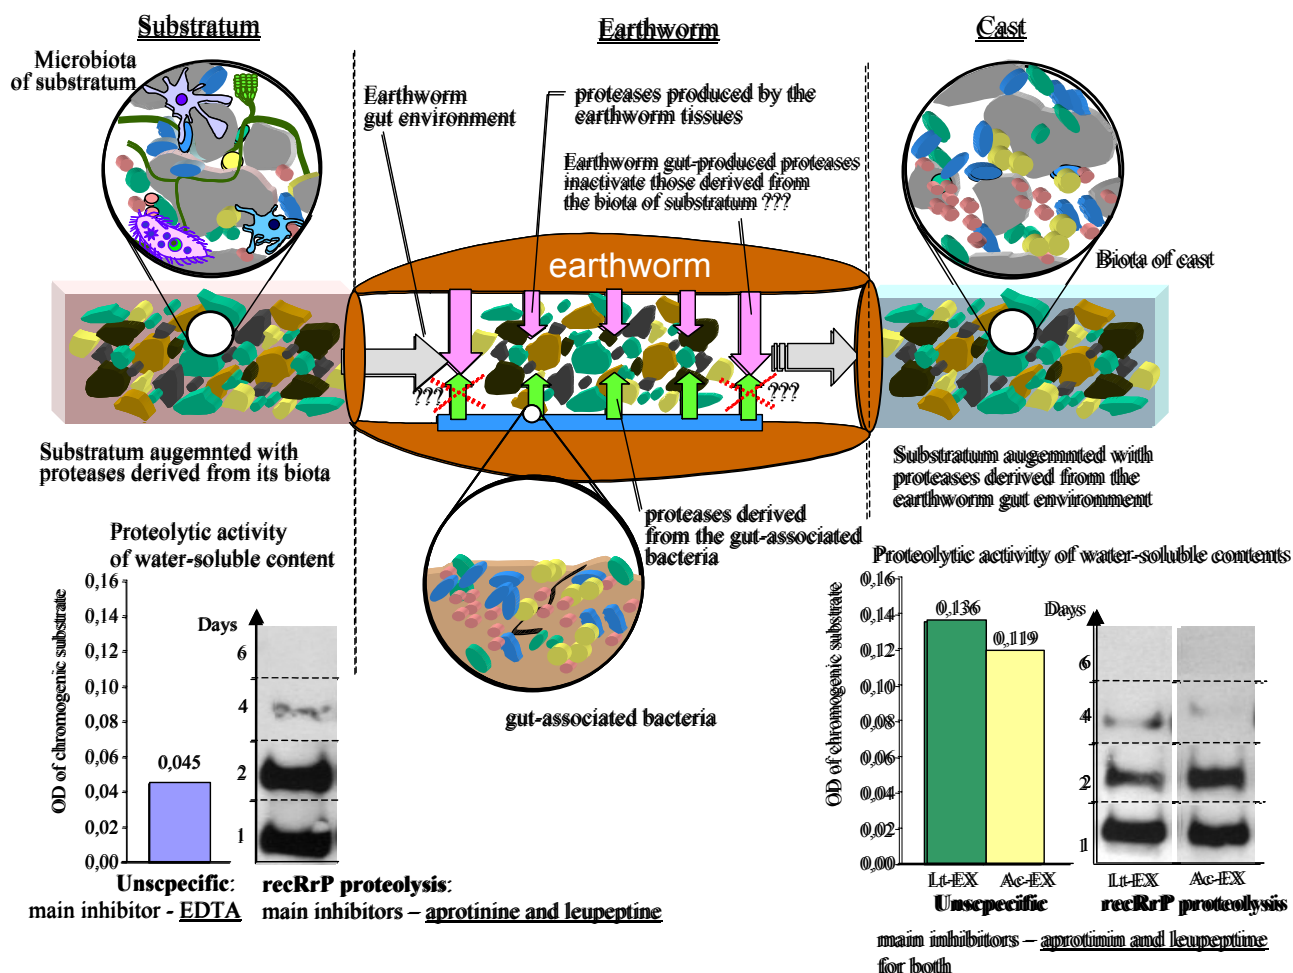 Substratum
Earthworm
Cast
Microbiota
of substratum
Earthworm
gut environment
proteases produced by the
earthworm tissues
Earthworm gut-produced proteases
inactivate those derived from
the biota of substratum ???
earthworm
Biota of cast
???
???
Substratum augemnted with
proteases derived from its biota
Substratum augemnted with
proteases derived from the
earthworm gut environment
proteases derived
from the gut-associated
bacteria
gut-associated bacteria
Proteolytic activity
of water-soluble content
OD of chromogenic substrate
0,16
0,14
0,12
0,10
0,08
0,06
0,04
0,02
0,00
0,045
Days
6
4
2
1
Unscpecific:
main inhibitor - EDTA
recRrP proteolysis:
main inhibitors – aprotinine and leupeptine
Proteolytic activity of water-soluble contents
OD of chromogenic substrate
0,16
0,14
0,12
0,10
0,08
0,06
0,04
0,02
0,00
0,136
0,119
Lt-EX
Ac-EX
Unscpecific
Days
6
4
2
1
Lt-EX
Ac-EX
recRrP proteolysis
main inhibitors – aprotinin and leupeptine
for both